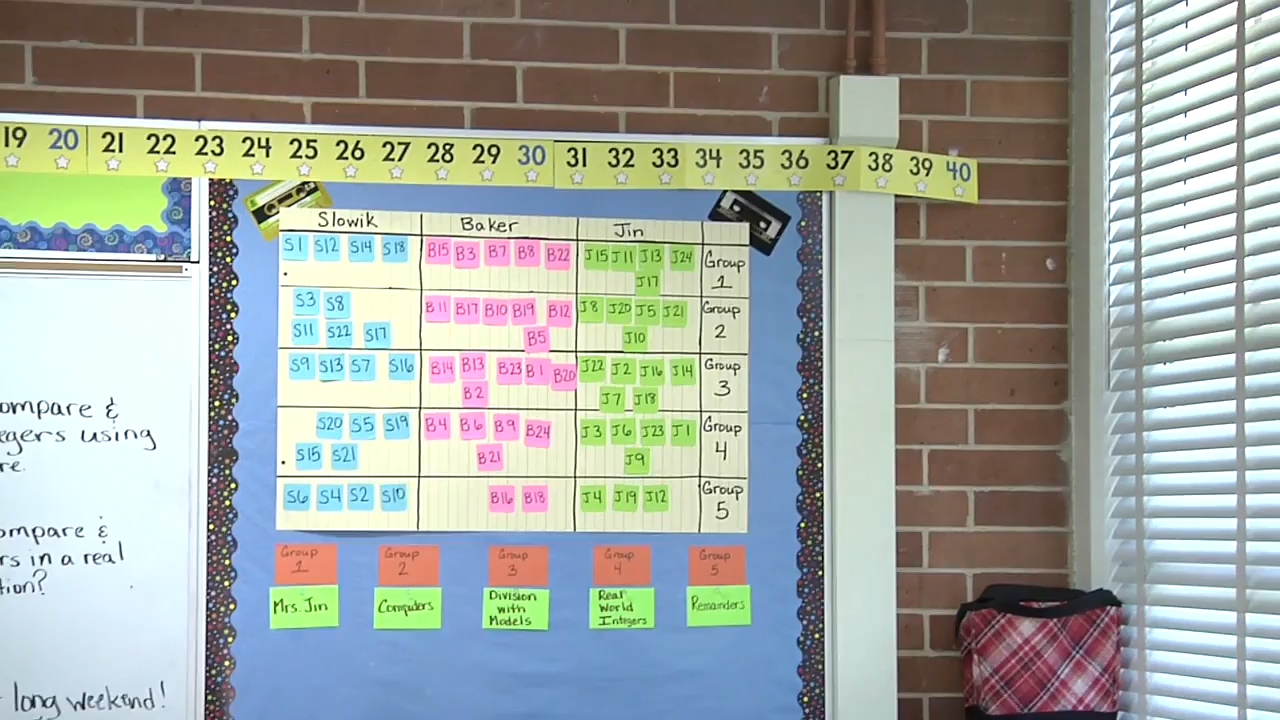 19 20 21 22 23 24 25 26 27 28 29 30 31 32 33 34 35 36 37 38 39 40
Slowik Baker Jin
S1 S12 S14 S18 B15 B3 B7 B8 B22 J15 J11 J13 J24 Group
J17 1
S3 S8 B11 B17 B10 B19 B12 J8 J20 J5 J21 Group
S11 S22 S17 B5 J10 2
S9 S13 S7 S16 B14 B13 B23 B1 B20 J22 J2 J16 J14 Group
B2 J7 J18 3
S20 S5 S19 B4 B6 B9 B24 J3 J6 J23 J1 Group
S15 S21 B21 J9 4
S6 S4 S2 S10 B16 B18 J4 J19 J12 Group
5
Group Group Group Group Group
1 2 3 4 5
Mrs. Jin Computers Division with Models Real World Integers Remainders
ompare &
egers using
re.
ompare &
rs in a real
tion?
long weekend!